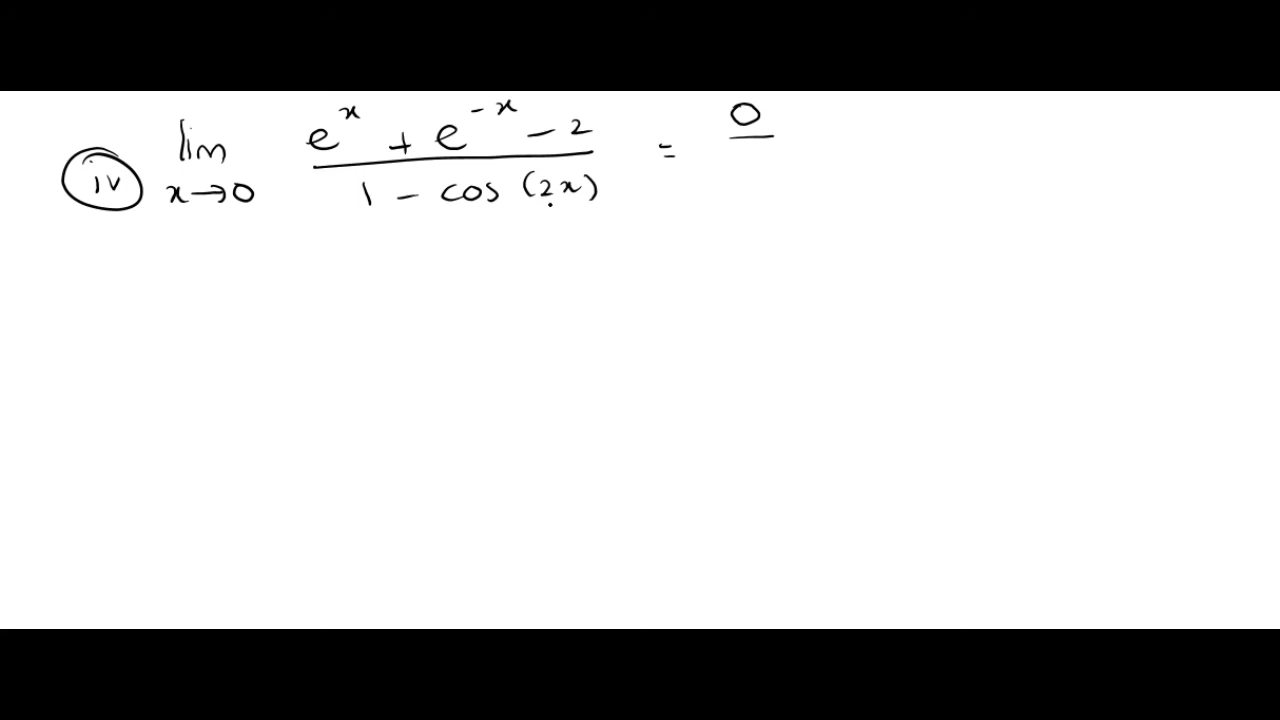 iv lim x→0 (e^x + e^-x - 2) / (1 - cos (2x)) = 0/